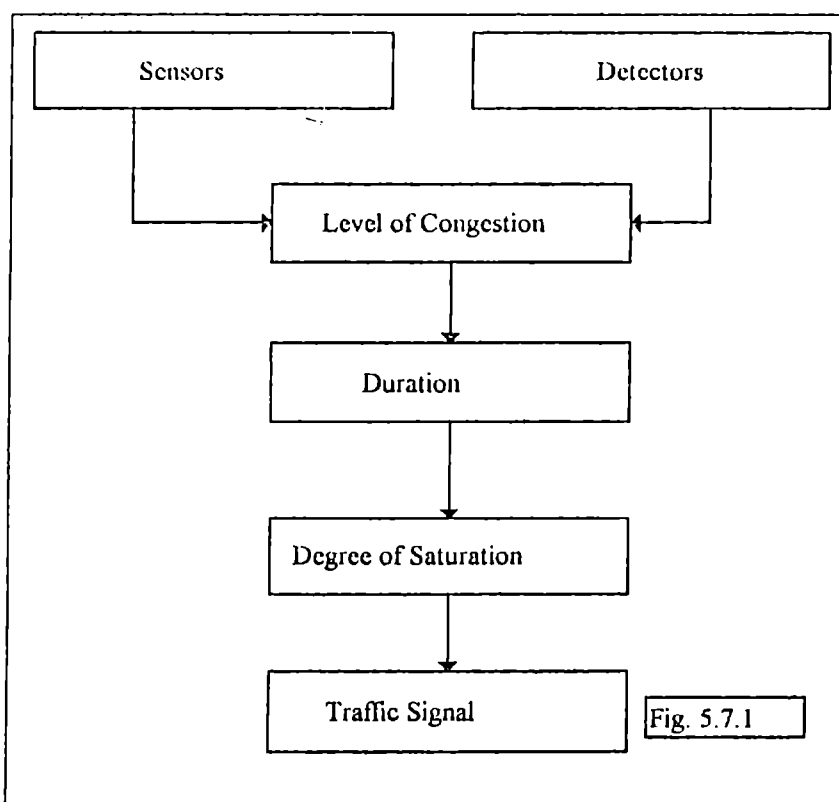 Sensors
Detectors
Level of Congestion
Duration
Degree of Saturation
Traffic Signal
Fig. 5.7.1